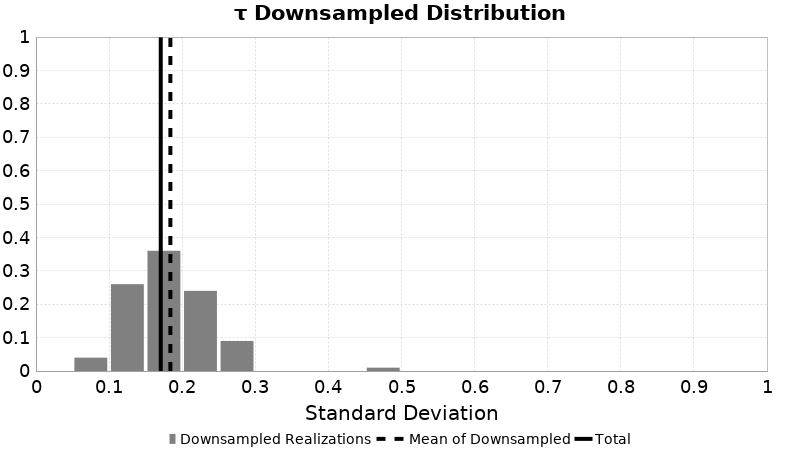 τ Downsampled Distribution
1
0.9
0.8
0.7
0.6
0.5
0.4
0.3
0.2
0.1
0
0 0.1 0.2 0.3 0.4 0.5 0.6 0.7 0.8 0.9 1
Standard Deviation
Downsampled Realizations Mean of Downsampled Total